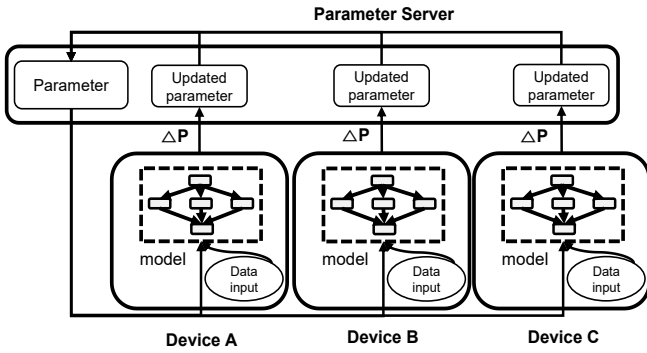 Parameter Server
Parameter
Updated
parameter
Updated
parameter
Updated
parameter
△P
△P
△P
model
Data
input
model
Data
input
model
Data
input
Device A
Device B
Device C